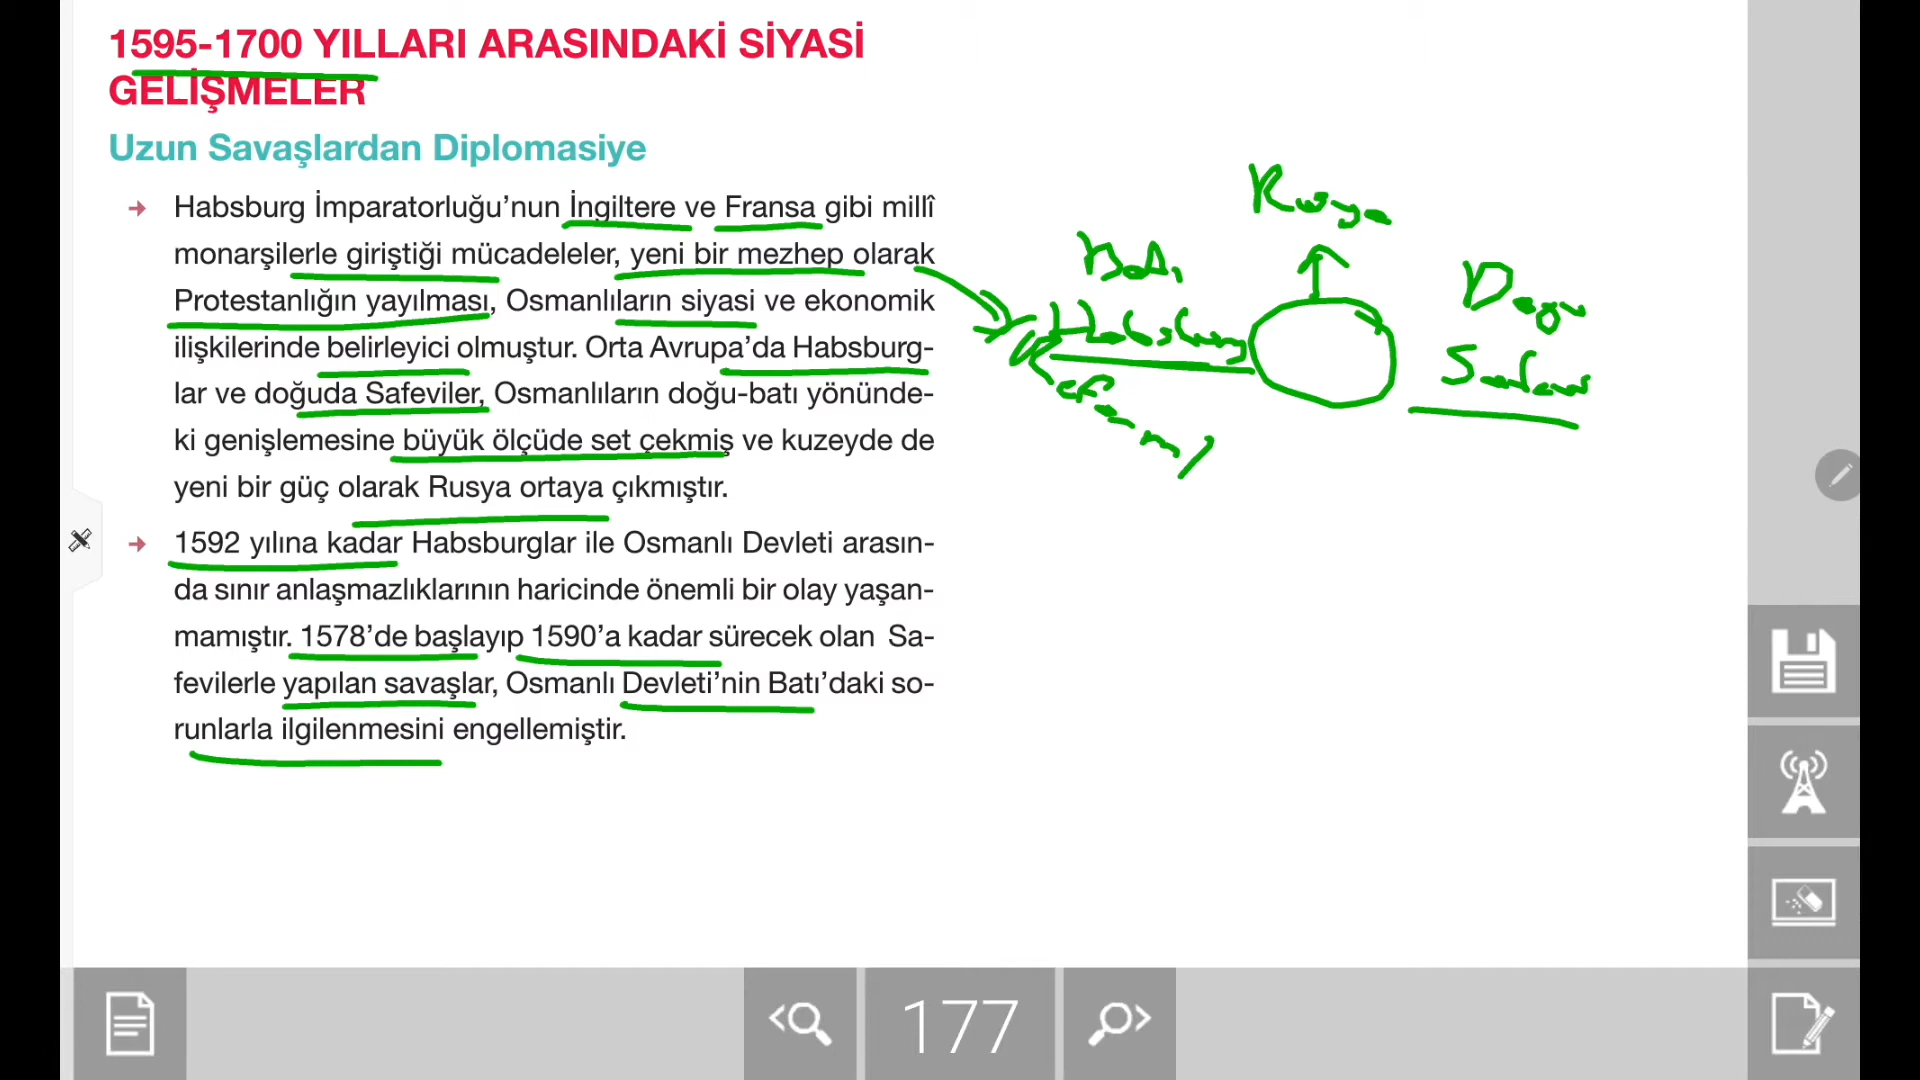 1595-1700 YILLARI ARASINDAKİ SİYASİ
GELİŞMELER
Uzun Savaşlardan Diplomasiye
→ Habsburg İmparatorluğu’nun İngiltere ve Fransa gibi millî
monarşilerle giriştiği mücadeleler, yeni bir mezhep olarak
Protestanlığın yayılması, Osmanlıların siyasi ve ekonomik
ilişkilerinde belirleyici olmuştur. Orta Avrupa’da Habsburg-
lar ve doğuda Safeviler, Osmanlıların doğu-batı yönünde-
ki genişlemesine büyük ölçüde set çekmiş ve kuzeyde de
yeni bir güç olarak Rusya ortaya çıkmıştır.
→ 1592 yılına kadar Habsburglar ile Osmanlı Devleti arasın-
da sınır anlaşmazlıklarının haricinde önemli bir olay yaşan-
mamıştır. 1578’de başlayıp 1590’a kadar sürecek olan Sa-
fevilerle yapılan savaşlar, Osmanlı Devleti’nin Batı’daki so-
runlarla ilgilenmesini engellemiştir.
Rusya
Habsburg
Doğu
Safevi
177